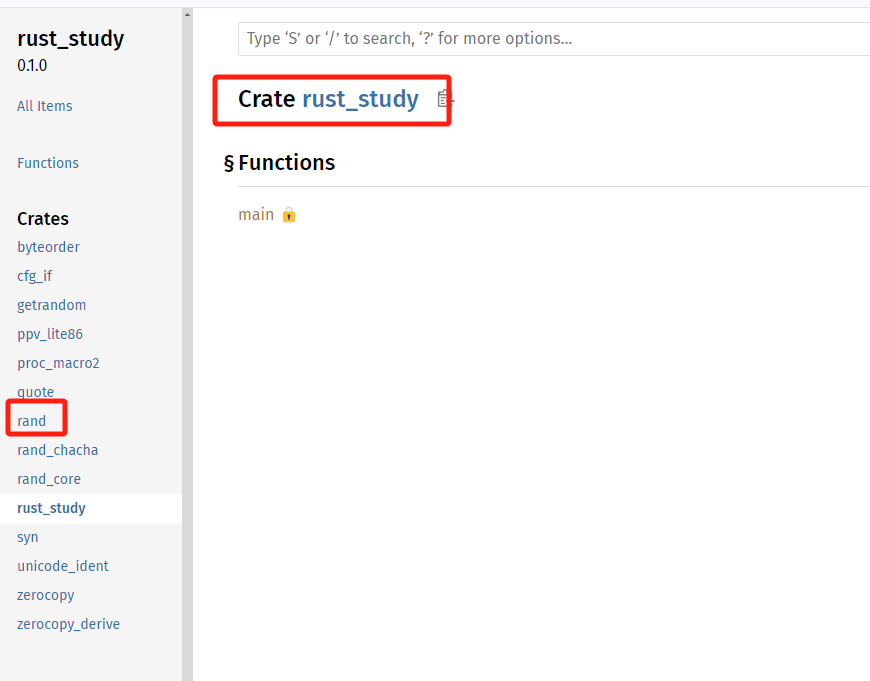 rust_study
0.1.0
All Items
Functions
Crates
byteorder
cfg_if
getrandom
ppv_lite86
proc_macro2
quote
rand
rand_chacha
rand_core
rust_study
syn
unicode_ident
zerocopy
zerocopy_derive
Type ‘S’ or ‘/’ to search, ‘?’ for more options…
Crate rust_study
§ Functions
main